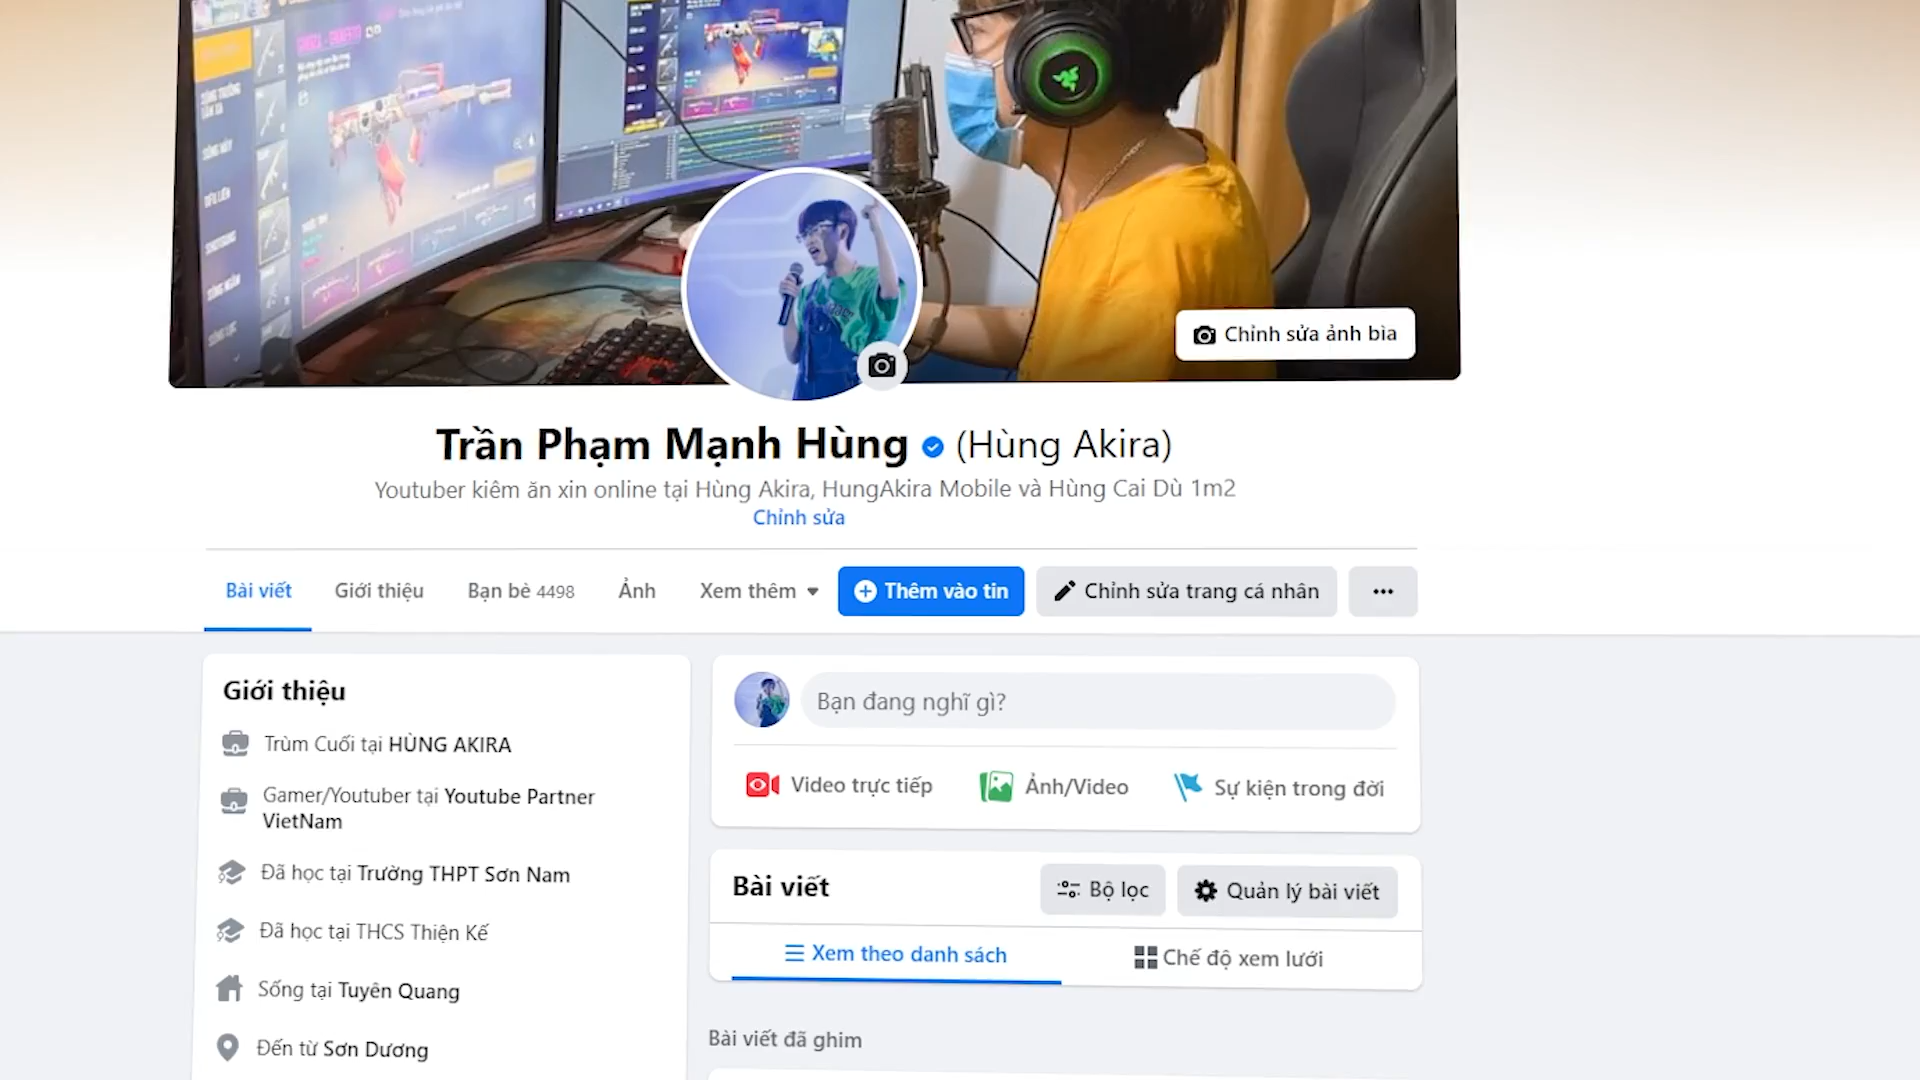 Chỉnh sửa ảnh bìa
Trần Phạm Mạnh Hùng (Hùng Akira)
Youtuber kiêm ăn xin online tại Hùng Akira, HungAkira Mobile và Hùng Cai Dù 1m2
Chỉnh sửa
Bài viết Giới thiệu Bạn bè 4498 Ảnh Xem thêm Thêm vào tin Chỉnh sửa trang cá nhân
Giới thiệu
Trùm Cuối tại HÙNG AKIRA
Gamer/Youtuber tại Youtube Partner
VietNam
Đã học tại Trường THPT Sơn Nam
Đã học tại THCS Thiện Kế
Sống tại Tuyên Quang
Đến từ Sơn Dương
Bạn đang nghĩ gì?
Video trực tiếp Ảnh/Video Sự kiện trong đời
Bài viết Bộ lọc Quản lý bài viết
Xem theo danh sách Chế độ xem lưới
Bài viết đã ghim